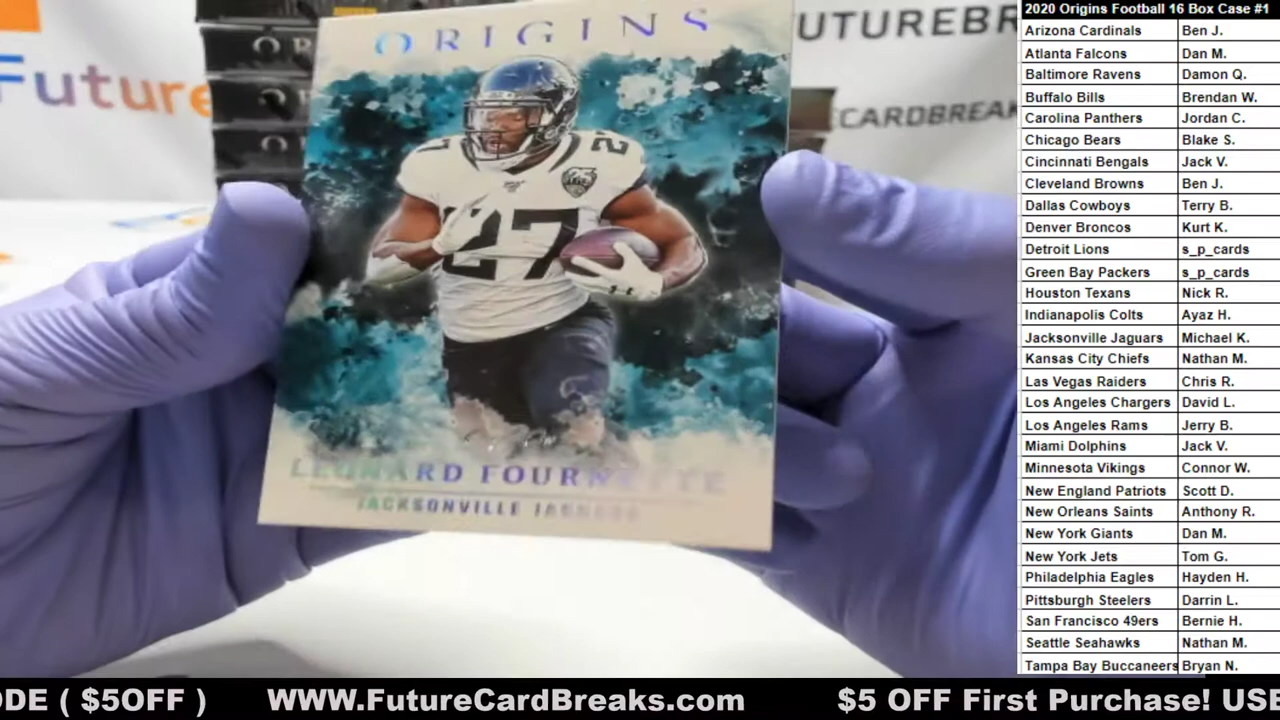 ORIGINS
27
27
LEONARD FOURNETTE
JACKSONVILLE JAGUARS
Future
FUTUREBR
ECARDBREAKS
2020 Origins Football 16 Box Case #1
Arizona Cardinals Ben J.
Atlanta Falcons Dan M.
Baltimore Ravens Damon Q.
Buffalo Bills Brendan W.
Carolina Panthers Jordan C.
Chicago Bears Blake S.
Cincinnati Bengals Jack V.
Cleveland Browns Ben J.
Dallas Cowboys Terry B.
Denver Broncos Kurt K.
Detroit Lions s_p_cards
Green Bay Packers s_p_cards
Houston Texans Nick R.
Indianapolis Colts Ayaz H.
Jacksonville Jaguars Michael K.
Kansas City Chiefs Nathan M.
Las Vegas Raiders Chris R.
Los Angeles Chargers David L.
Los Angeles Rams Jerry B.
Miami Dolphins Jack V.
Minnesota Vikings Connor W.
New England Patriots Scott D.
New Orleans Saints Anthony R.
New York Giants Dan M.
New York Jets Tom G.
Philadelphia Eagles Hayden H.
Pittsburgh Steelers Darrin L.
San Francisco 49ers Bernie H.
Seattle Seahawks Nathan M.
Tampa Bay Buccaneers Bryan N.
ODE ( $5OFF ) WWW.FutureCardBreaks.com $5 OFF First Purchase! USE